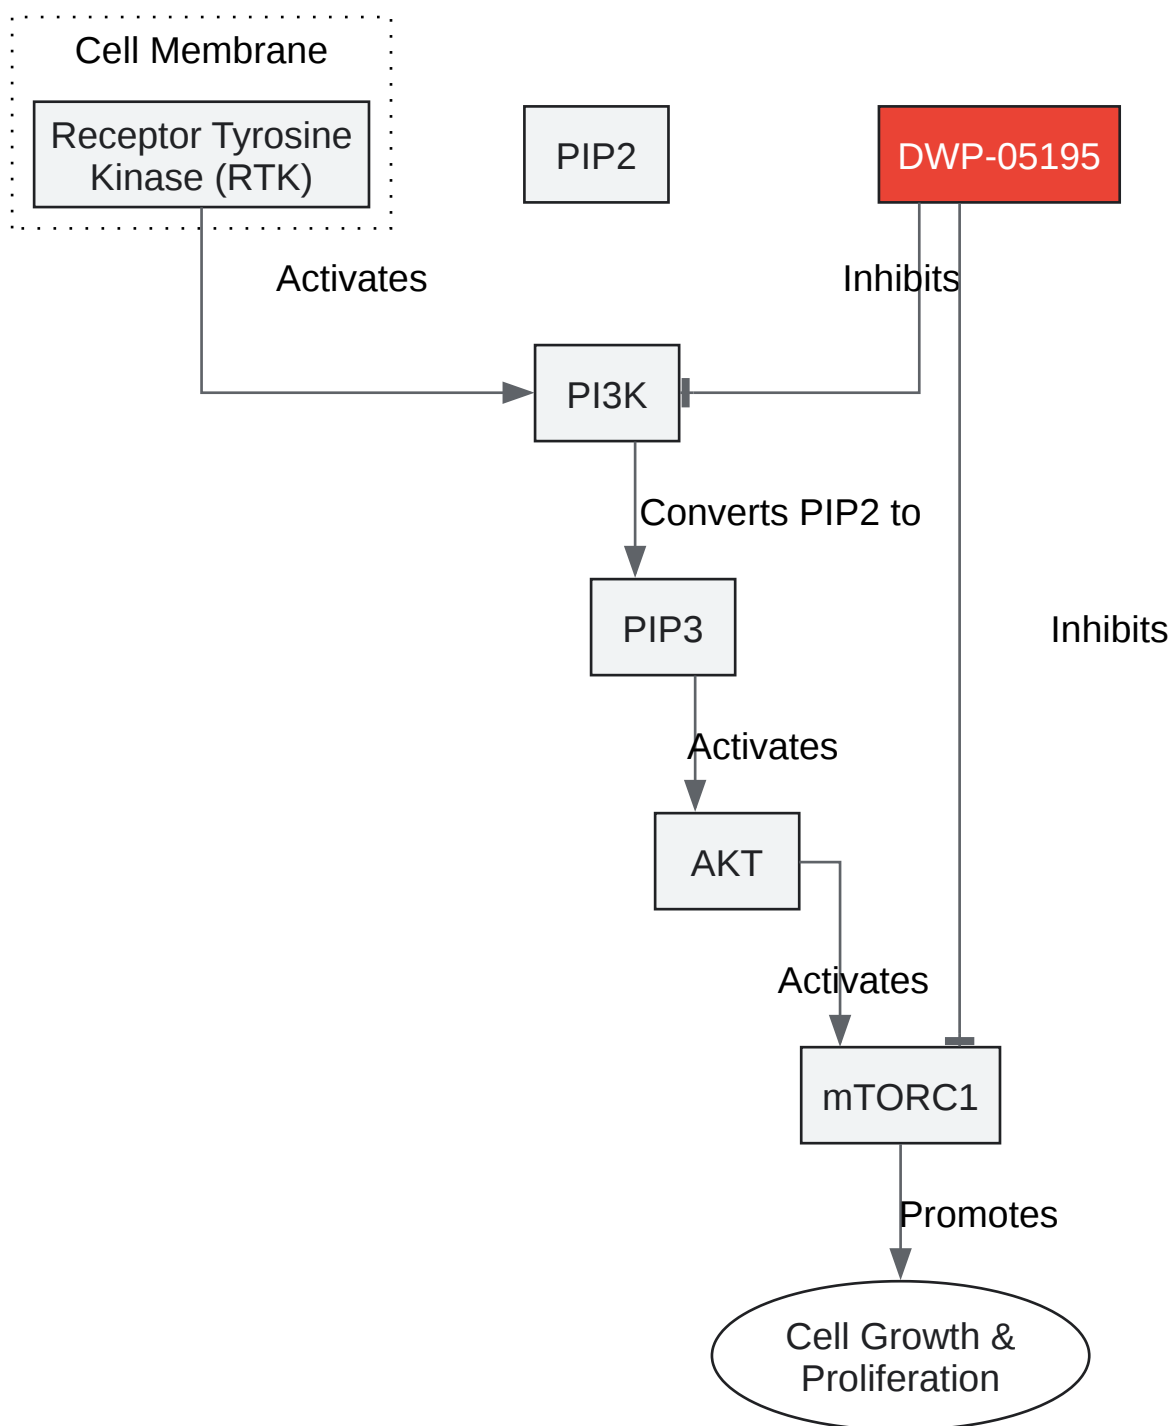 Cell Membrane
Receptor Tyrosine
Kinase (RTK)
PIP2
DWP-05195
Activates
Inhibits
PI3K
Converts PIP2 to
PIP3
Inhibits
Activates
AKT
Activates
mTORC1
Promotes
Cell Growth &
Proliferation